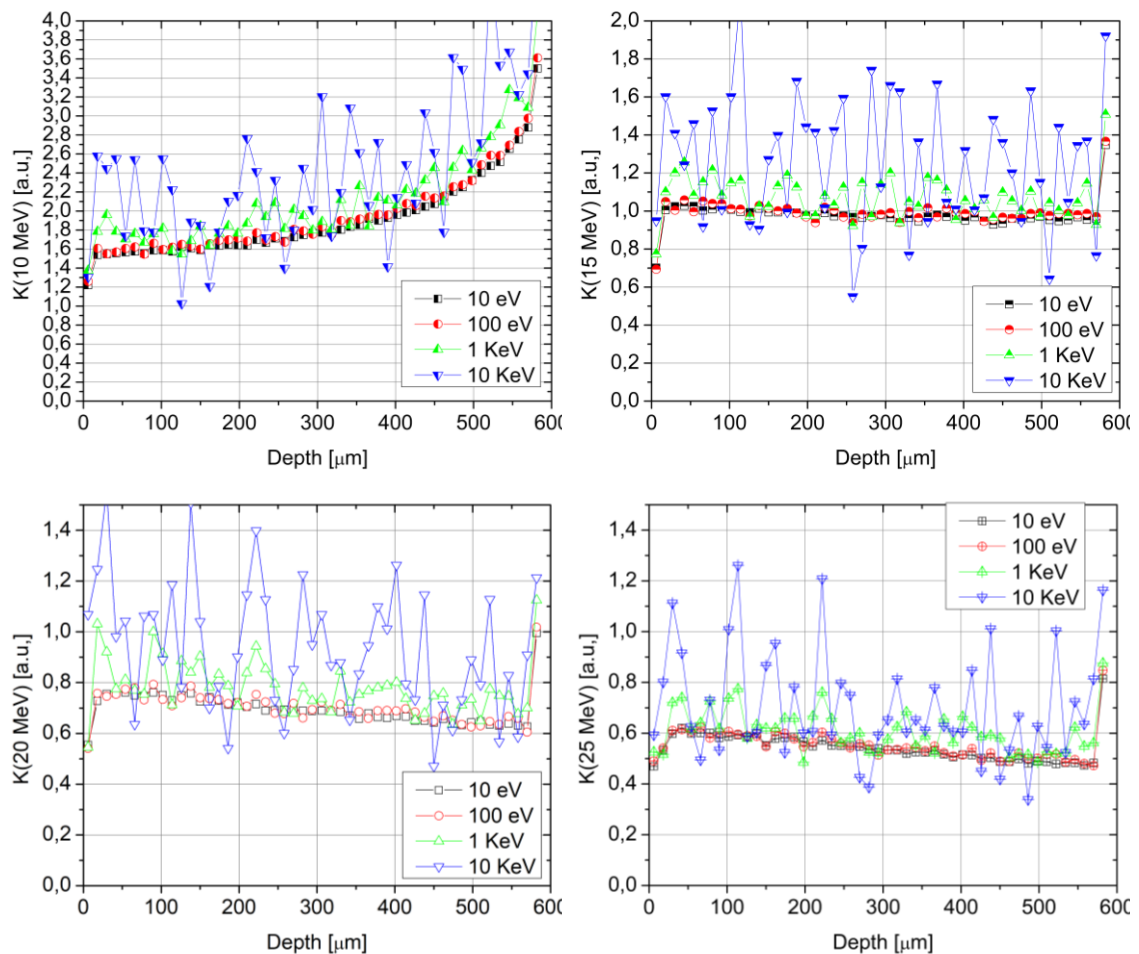 K(10 MeV) [a.u,]
4,0
3,8
3,6
3,4
3,2
3,0
2,8
2,6
2,4
2,2
2,0
1,8
1,6
1,4
1,2
1,0
0,8
0,6
0,4
0,2
0,0
10 eV
100 eV
1 KeV
10 KeV
0 100 200 300 400 500 600
Depth [μm]
K(15 MeV) [a.u,]
2,0
1,8
1,6
1,4
1,2
1,0
0,8
0,6
0,4
0,2
0,0
10 eV
100 eV
1 KeV
10 KeV
0 100 200 300 400 500 600
Depth [μm]
K(20 MeV) [a.u,]
1,4
1,2
1,0
0,8
0,6
0,4
0,2
0,0
10 eV
100 eV
1 KeV
10 KeV
0 100 200 300 400 500 600
Depth [μm]
K(25 MeV) [a.u,]
1,4
1,2
1,0
0,8
0,6
0,4
0,2
0,0
10 eV
100 eV
1 KeV
10 KeV
0 100 200 300 400 500 600
Depth [μm]